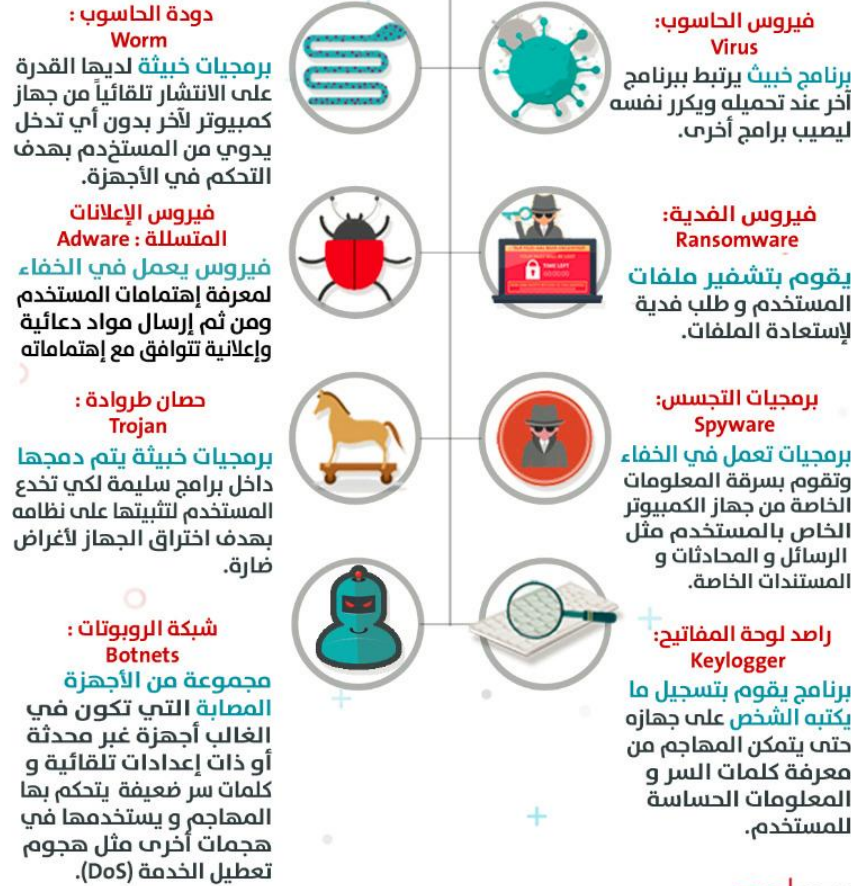 فيروس الحاسوب:
Virus
برنامج خبيث يرتبط ببرنامج
آخر عند تحميله ويكرر نفسه
ليصيب برامج أخرى.
دودة الحاسوب :
Worm
برمجيات خبيثة لديها القدرة
على الانتشار تلقائياً من جهاز
كمبيوتر لآخر بدون أي تدخل
يدوي من المستخدم بهدف
التحكم في الأجهزة.
فيروس الفدية:
Ransomware
يقوم بتشفير ملفات
المستخدم و طلب فدية
لإستعادة الملفات.
TIME LEFT
00:00:00
فيروس الإعلانات
المتسللة : Adware
فيروس يعمل في الخفاء
لمعرفة إهتمامات المستخدم
ومن ثم إرسال مواد دعائية
وإعلانية تتوافق مع إهتماماته
برمجيات التجسس:
Spyware
برمجيات تعمل في الخفاء
وتقوم بسرقة المعلومات
الخاصة من جهاز الكمبيوتر
الخاص بالمستخدم مثل
الرسائل و المحادثات و
المستندات الخاصة.
حصان طروادة :
Trojan
برمجيات خبيثة يتم دمجها
داخل برامج سليمة لكي تخدع
المستخدم لتثبيتها على نظامه
بهدف اختراق الجهاز لأغراض
ضارة.
راصد لوحة المفاتيح:
Keylogger
برنامج يقوم بتسجيل ما
يكتبه الشخص على جهازه
حتى يتمكن المهاجم من
معرفة كلمات السر و
المعلومات الحساسة
للمستخدم.
شبكة الروبوتات :
Botnets
مجموعة من الأجهزة
المصابة التي تكون في
الغالب أجهزة غير محدثة
أو ذات إعدادات تلقائية و
كلمات سر ضعيفة يتحكم بها
المهاجم و يستخدمها في
هجمات أخرى مثل هجوم
تعطيل الخدمة (DoS).